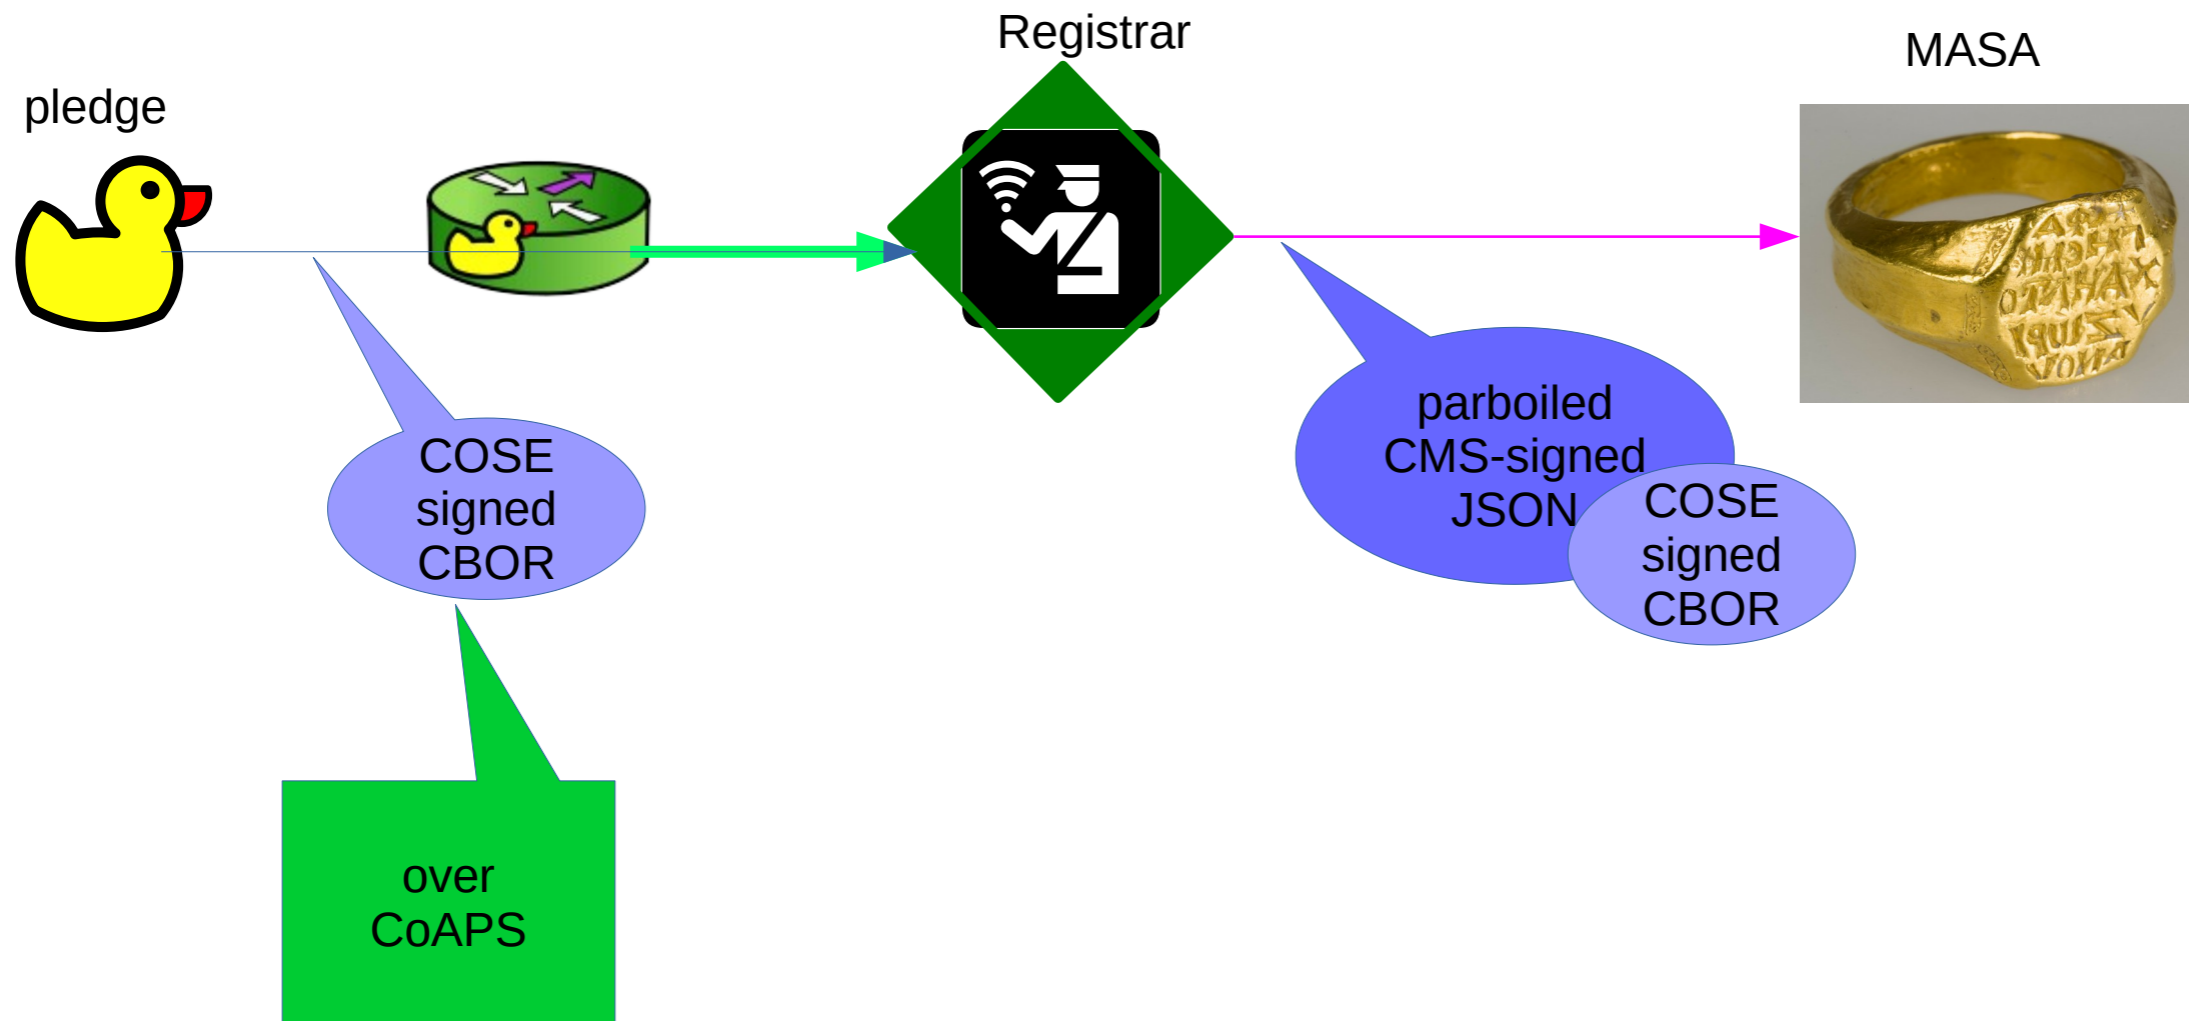 Registrar
MASA
pledge
parboiled
CMS-signed
JSON
COSE
signed
CBOR
COSE
signed
CBOR
over
CoAPS